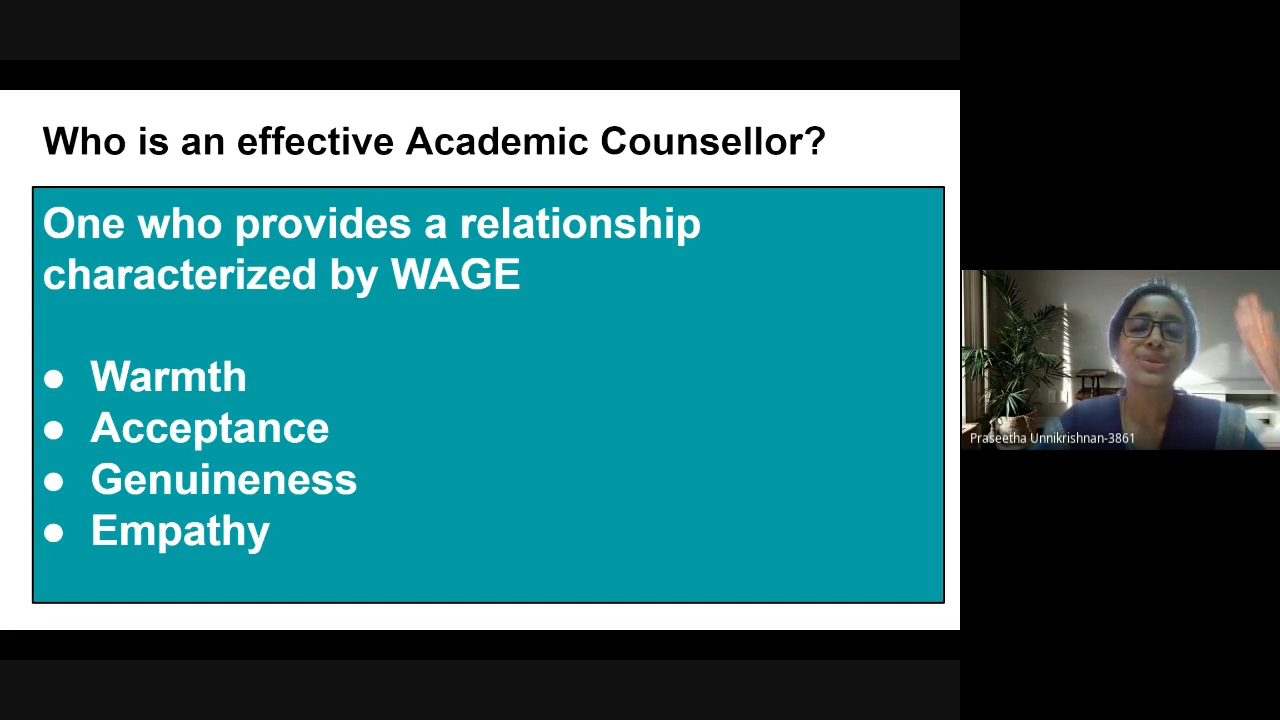 Who is an effective Academic Counsellor?
One who provides a relationship
characterized by WAGE
● Warmth
● Acceptance
● Genuineness
● Empathy
Praseetha Unnikrishnan-3861